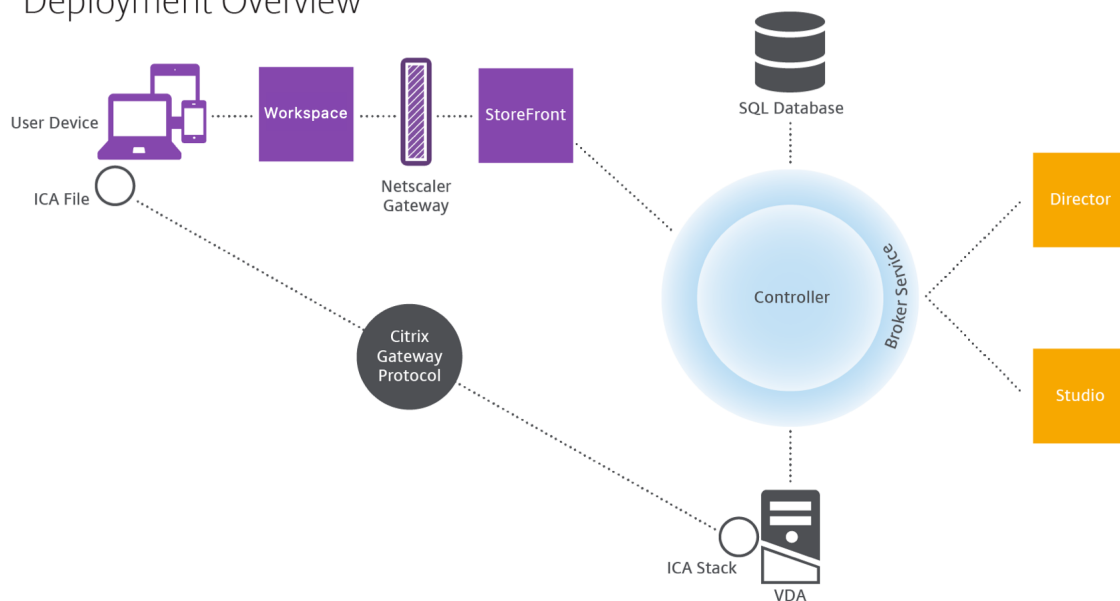 Deployment Overview
SQL Database
User Device
Workspace
StoreFront
Netscaler
Gateway
ICA File
Director
Broker Service
Controller
Citrix
Gateway
Protocol
Studio
ICA Stack
VDA